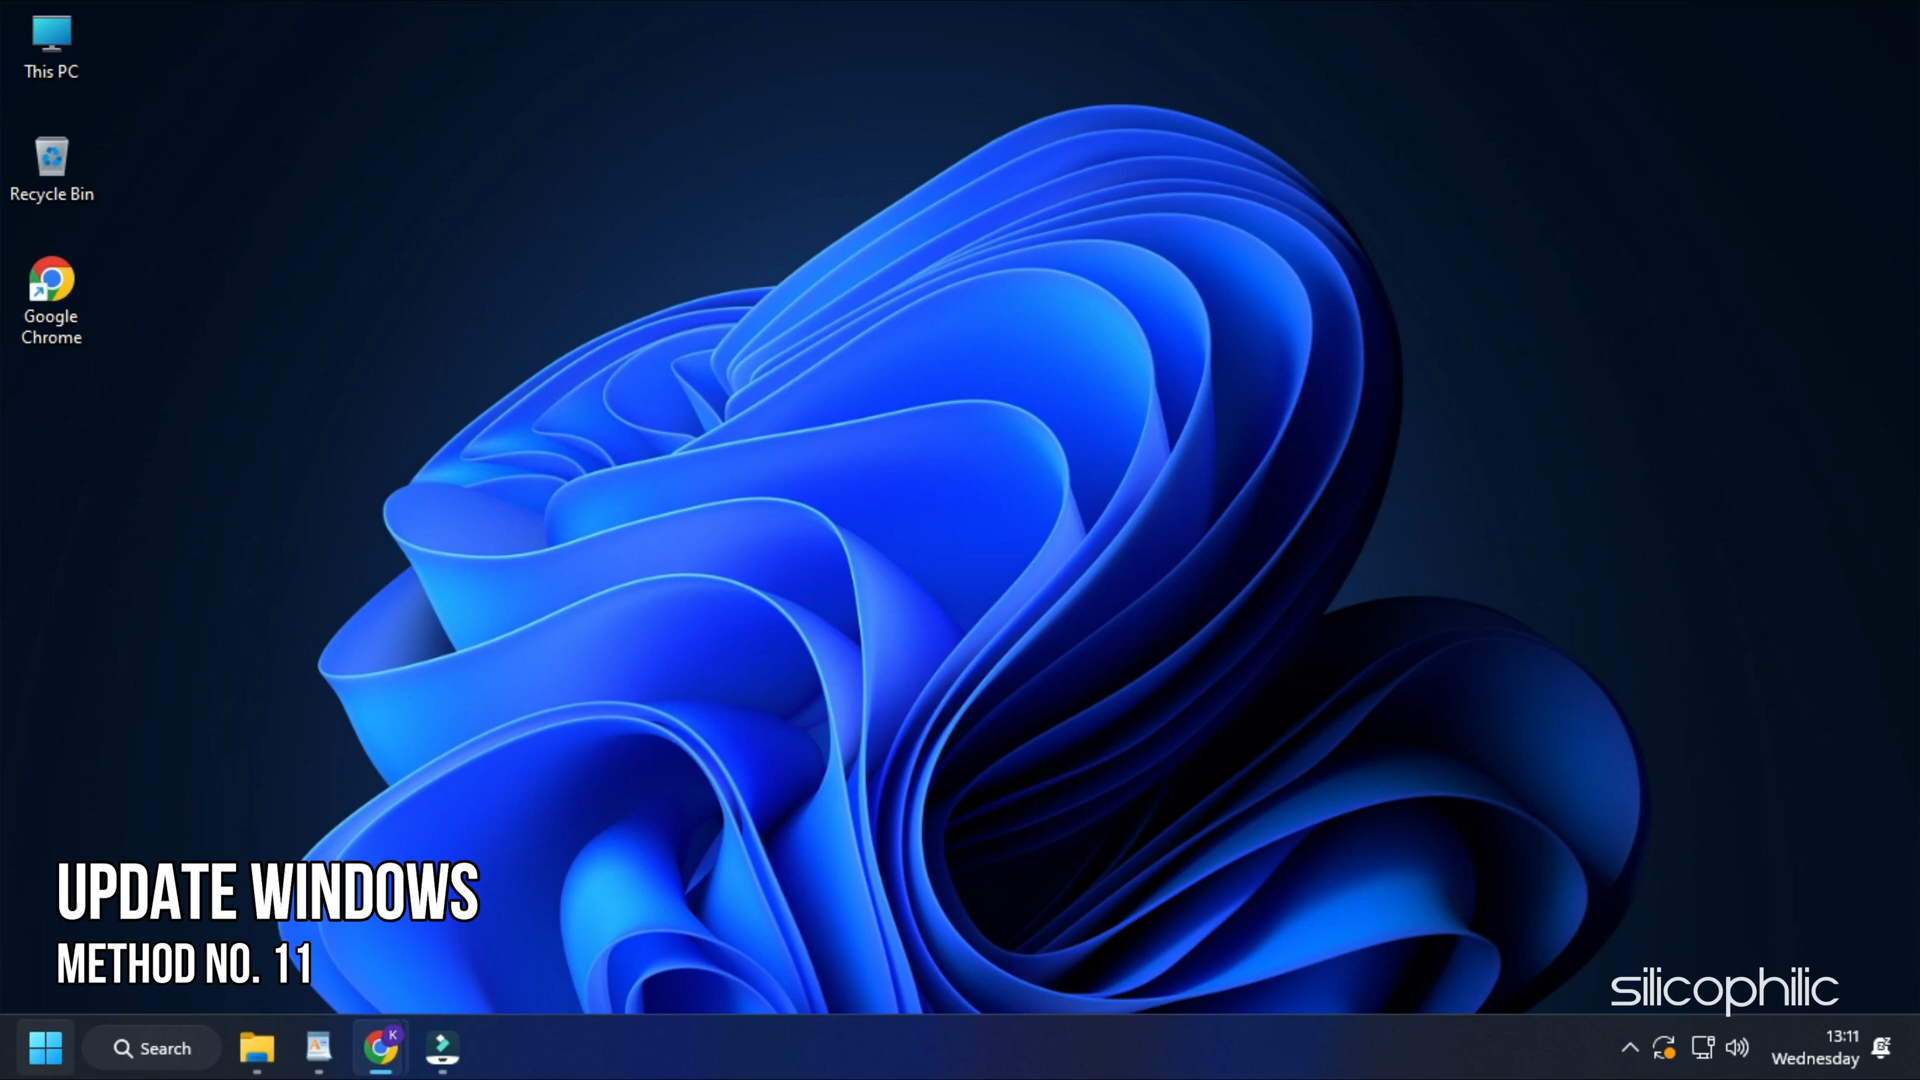 This PC
Recycle Bin
Google
Chrome
UPDATE WINDOWS
METHOD NO. 11
silicophilic
Search
K
13:11
Wednesday